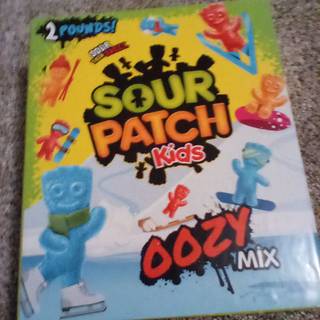 2 POUNDS!
SOUR
PATCH
Kids
OOZY
MIX